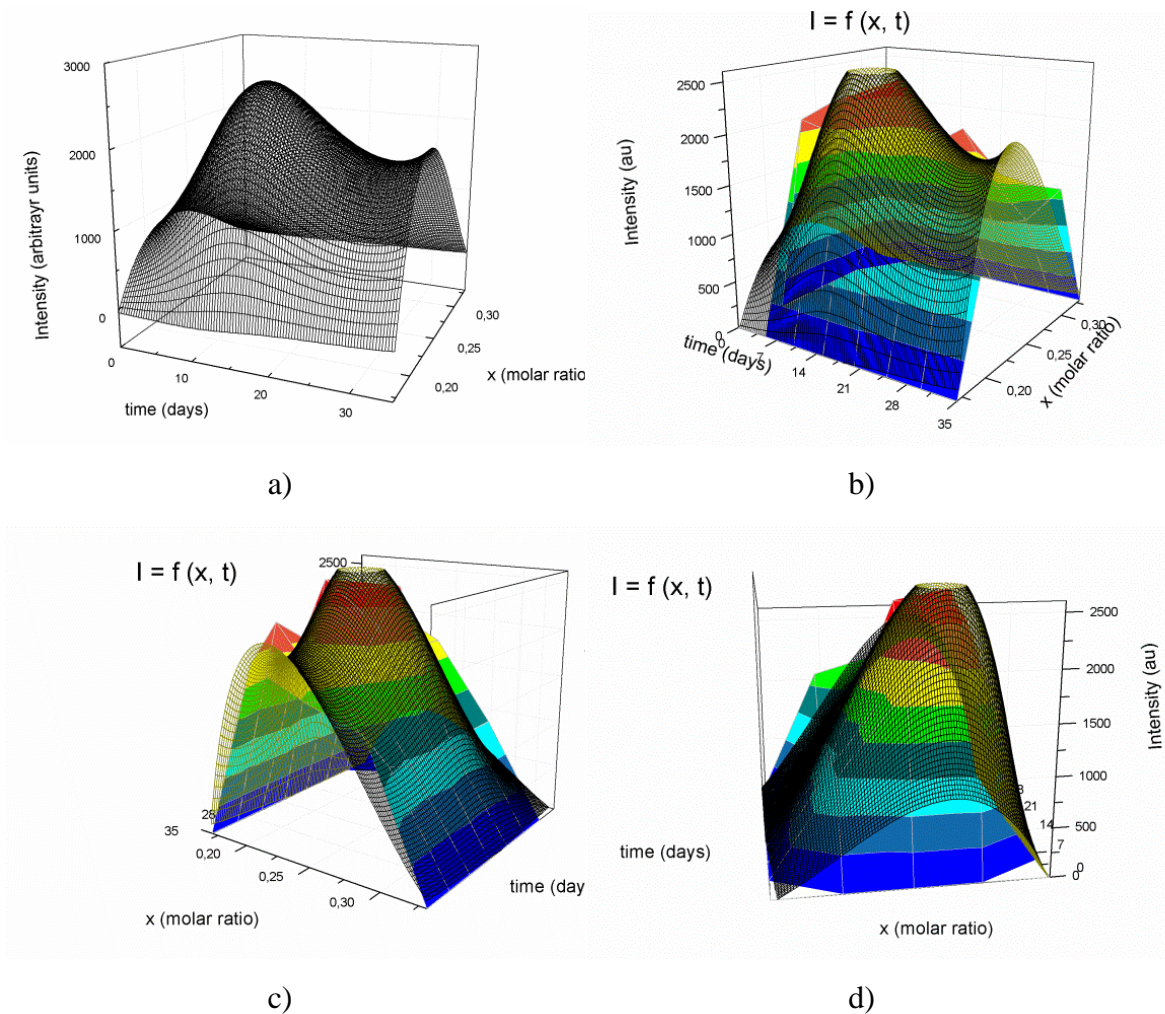 3000
2000
1000
0
Intensity (arbitrayr units)
0
10
20
30
time (days)
0,20
0,25
0,30
x (molar ratio
a)
I = f (x, t)
2500
2000
1500
1000
500
0
Intensity (au)
0
7
14
21
28
35
time (days)
0,20
0,25
0,30
x (molar ratio)
b)
I = f (x, t)
2500
35
28
0,20
0,25
0,30
x (molar ratio)
time (day
c)
I = f (x, t)
2500
2000
1500
1000
500
0
Intensity (au)
21
14
7
0
time (days)
x (molar ratio)
d)